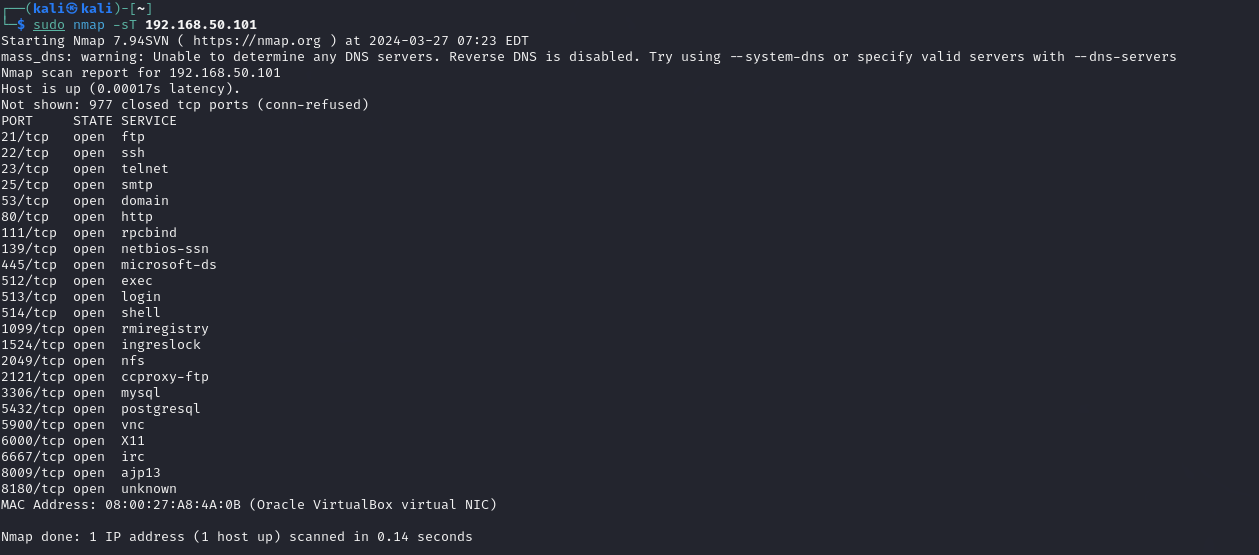 ┌──(kali㉿kali)-[~]
└─$ sudo nmap -sT 192.168.50.101
Starting Nmap 7.94SVN ( https://nmap.org ) at 2024-03-27 07:23 EDT
mass_dns: warning: Unable to determine any DNS servers. Reverse DNS is disabled. Try using --system-dns or specify valid servers with --dns-servers
Nmap scan report for 192.168.50.101
Host is up (0.00017s latency).
Not shown: 977 closed tcp ports (conn-refused)
PORT     STATE SERVICE
21/tcp   open  ftp
22/tcp   open  ssh
23/tcp   open  telnet
25/tcp   open  smtp
53/tcp   open  domain
80/tcp   open  http
111/tcp  open  rpcbind
139/tcp  open  netbios-ssn
445/tcp  open  microsoft-ds
512/tcp  open  exec
513/tcp  open  login
514/tcp  open  shell
1099/tcp open  rmiregistry
1524/tcp open  ingreslock
2049/tcp open  nfs
2121/tcp open  ccproxy-ftp
3306/tcp open  mysql
5432/tcp open  postgresql
5900/tcp open  vnc
6000/tcp open  X11
6667/tcp open  irc
8009/tcp open  ajp13
8180/tcp open  unknown
MAC Address: 08:00:27:A8:4A:0B (Oracle VirtualBox virtual NIC)
Nmap done: 1 IP address (1 host up) scanned in 0.14 seconds